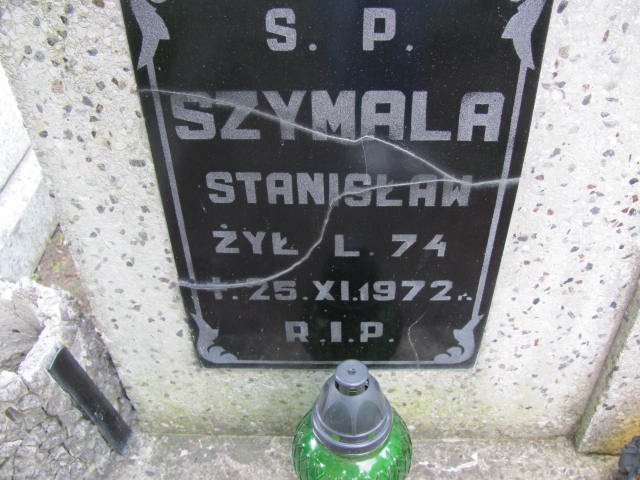 S. P.
SZYMALA
STANISŁAW
ŻYŁ L. 74
†. 25. XI. 1972 r.
R.I.P.